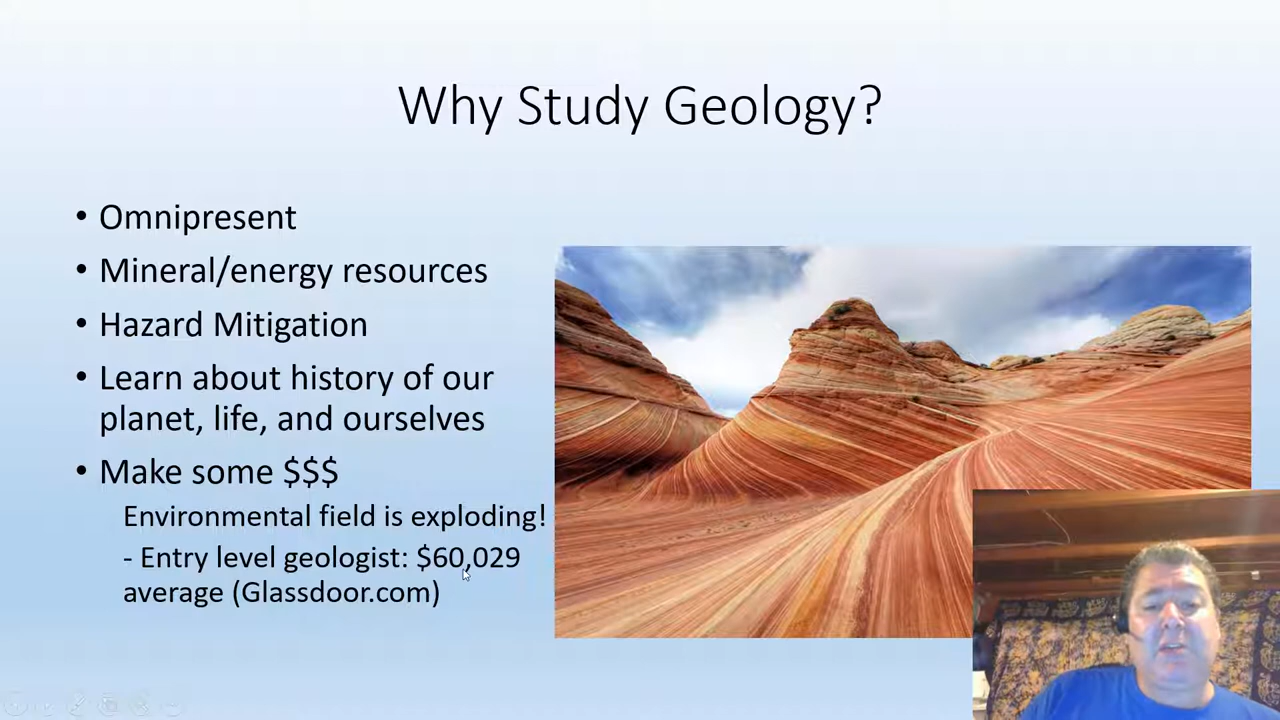 Why Study Geology?
• Omnipresent
• Mineral/energy resources
• Hazard Mitigation
• Learn about history of our
planet, life, and ourselves
• Make some $$$
Environmental field is exploding!
- Entry level geologist: $60,029
average (Glassdoor.com)